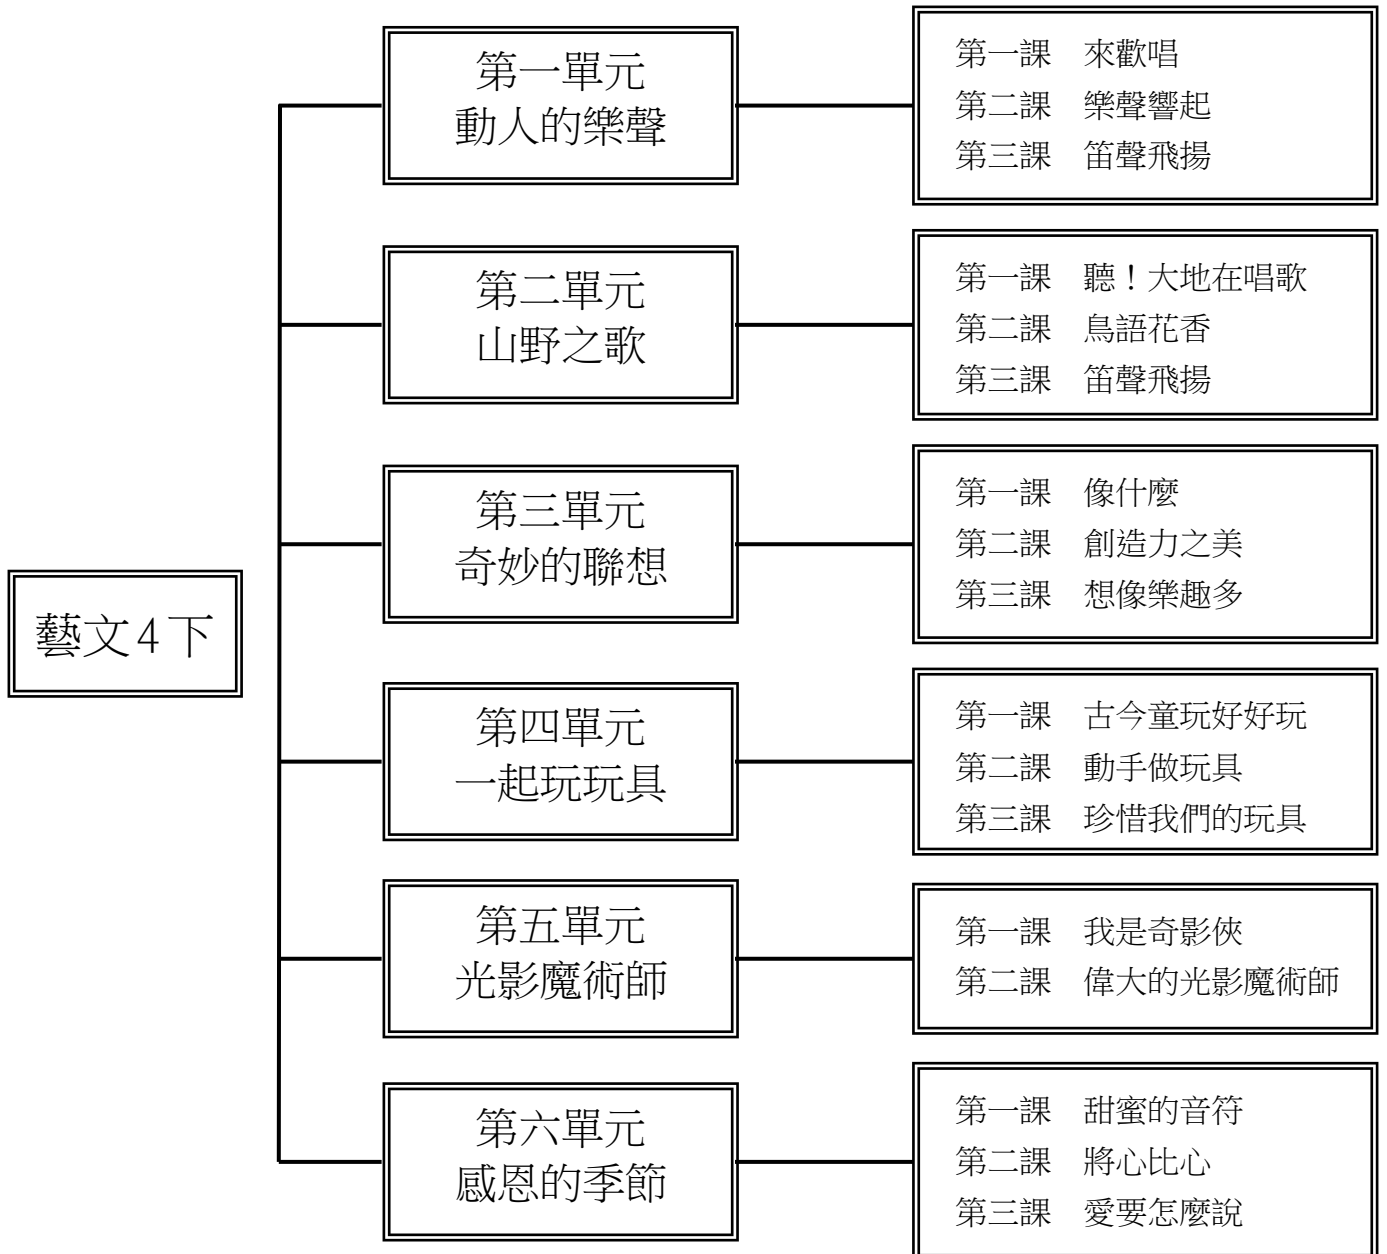 藝文4下
第一單元
動人的樂聲
第一課　來歡唱
第二課　樂聲響起
第三課　笛聲飛揚
第二單元
山野之歌
第一課　聽！大地在唱歌
第二課　鳥語花香
第三課　笛聲飛揚
第三單元
奇妙的聯想
第一課　像什麼
第二課　創造力之美
第三課　想像樂趣多
第四單元
一起玩玩具
第一課　古今童玩好好玩
第二課　動手做玩具
第三課　珍惜我們的玩具
第五單元
光影魔術師
第一課　我是奇影俠
第二課　偉大的光影魔術師
第六單元
感恩的季節
第一課　甜蜜的音符
第二課　將心比心
第三課　愛要怎麼說